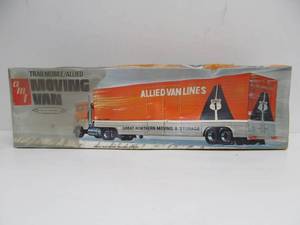 TRAILMOBILE/ALLIED
amt
MOVING
VAN
ALLIED VAN LINES
GREAT NORTHERN MOVING & STORAGE